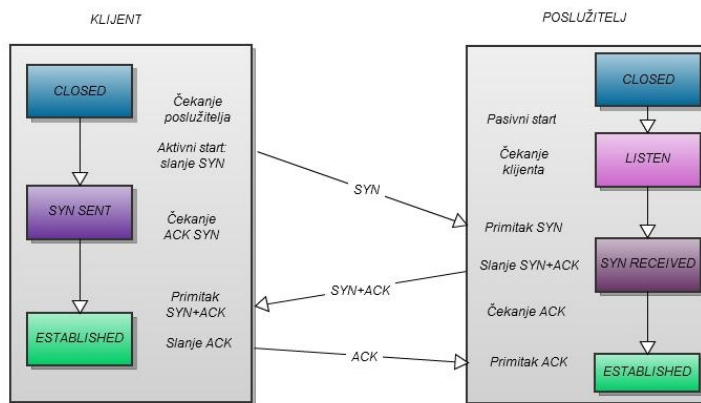 KLIJENT
CLOSED
Čekanje
poslužitelja
Aktivni start:
slanje SYN
SYN SENT
Čekanje
ACK SYN
Primitak
SYN+ACK
ESTABLISHED
Slanje ACK
SYN
SYN+ACK
ACK
POSLUŽITELJ
CLOSED
Pasivni start
Čekanje
klijenta
LISTEN
Primitak SYN
Slanje SYN+ACK
SYN RECEIVED
Čekanje ACK
Primitak ACK
ESTABLISHED